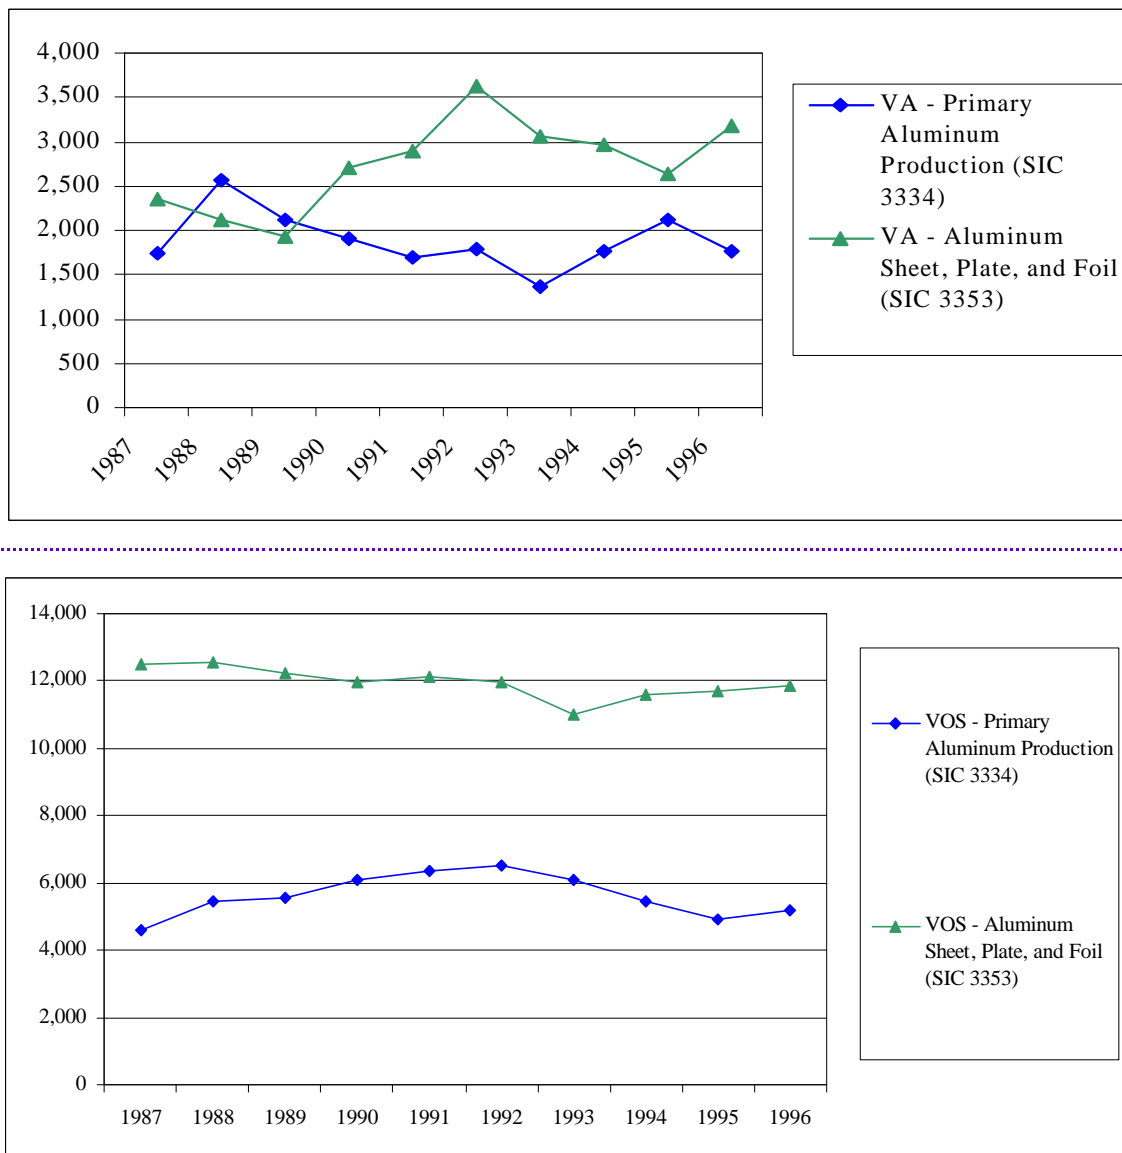 4,000
3,500
3,000
2,500
2,000
1,500
1,000
500
0
1987
1988
1989
1990
1991
1992
1993
1994
1995
1996
VA - Primary
Aluminum
Production (SIC
3334)
VA - Aluminum
Sheet, Plate, and Foil
(SIC 3353)
14,000
12,000
10,000
8,000
6,000
4,000
2,000
0
1987 1988 1989 1990 1991 1992 1993 1994 1995 1996
VOS - Primary
Aluminum Production
(SIC 3334)
VOS - Aluminum
Sheet, Plate, and Foil
(SIC 3353)